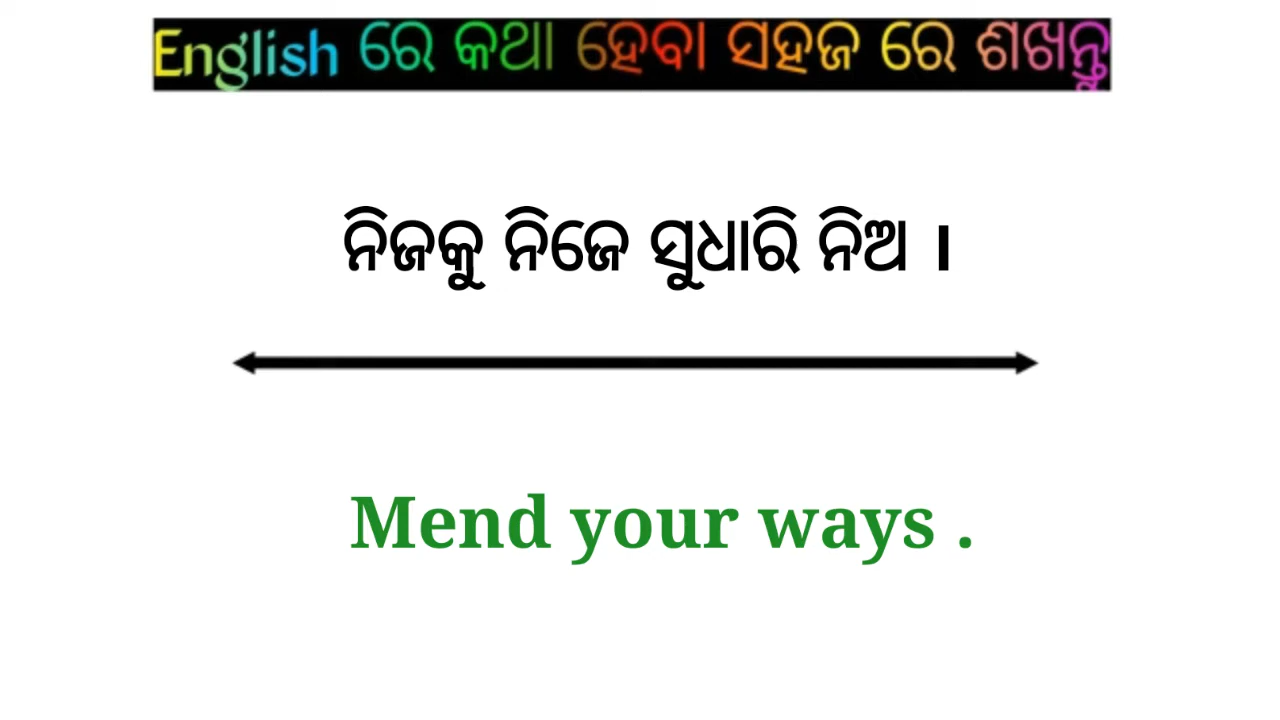 English ରେ କଥା ହେବା ସହଜ ରେ ଶିଖନ୍ତୁ
ନିଜକୁ ନିଜେ ସୁଧାରି ନିଅ ।
Mend your ways .